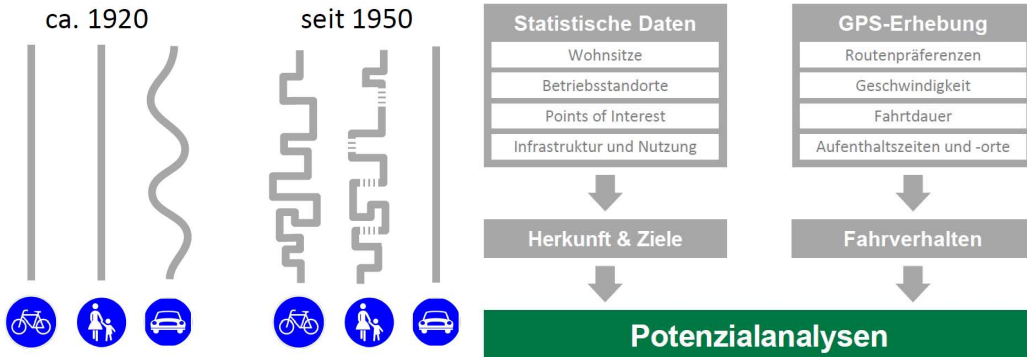 ca. 1920
seit 1950
Statistische Daten
Wohnsitze
Betriebsstandorte
Points of Interest
Infrastruktur und Nutzung
Herkunft & Ziele
GPS-Erhebung
Routenpräferenzen
Geschwindigkeit
Fahrtdauer
Aufenthaltszeiten und -orte
Fahrverhalten
Potenzialanalysen